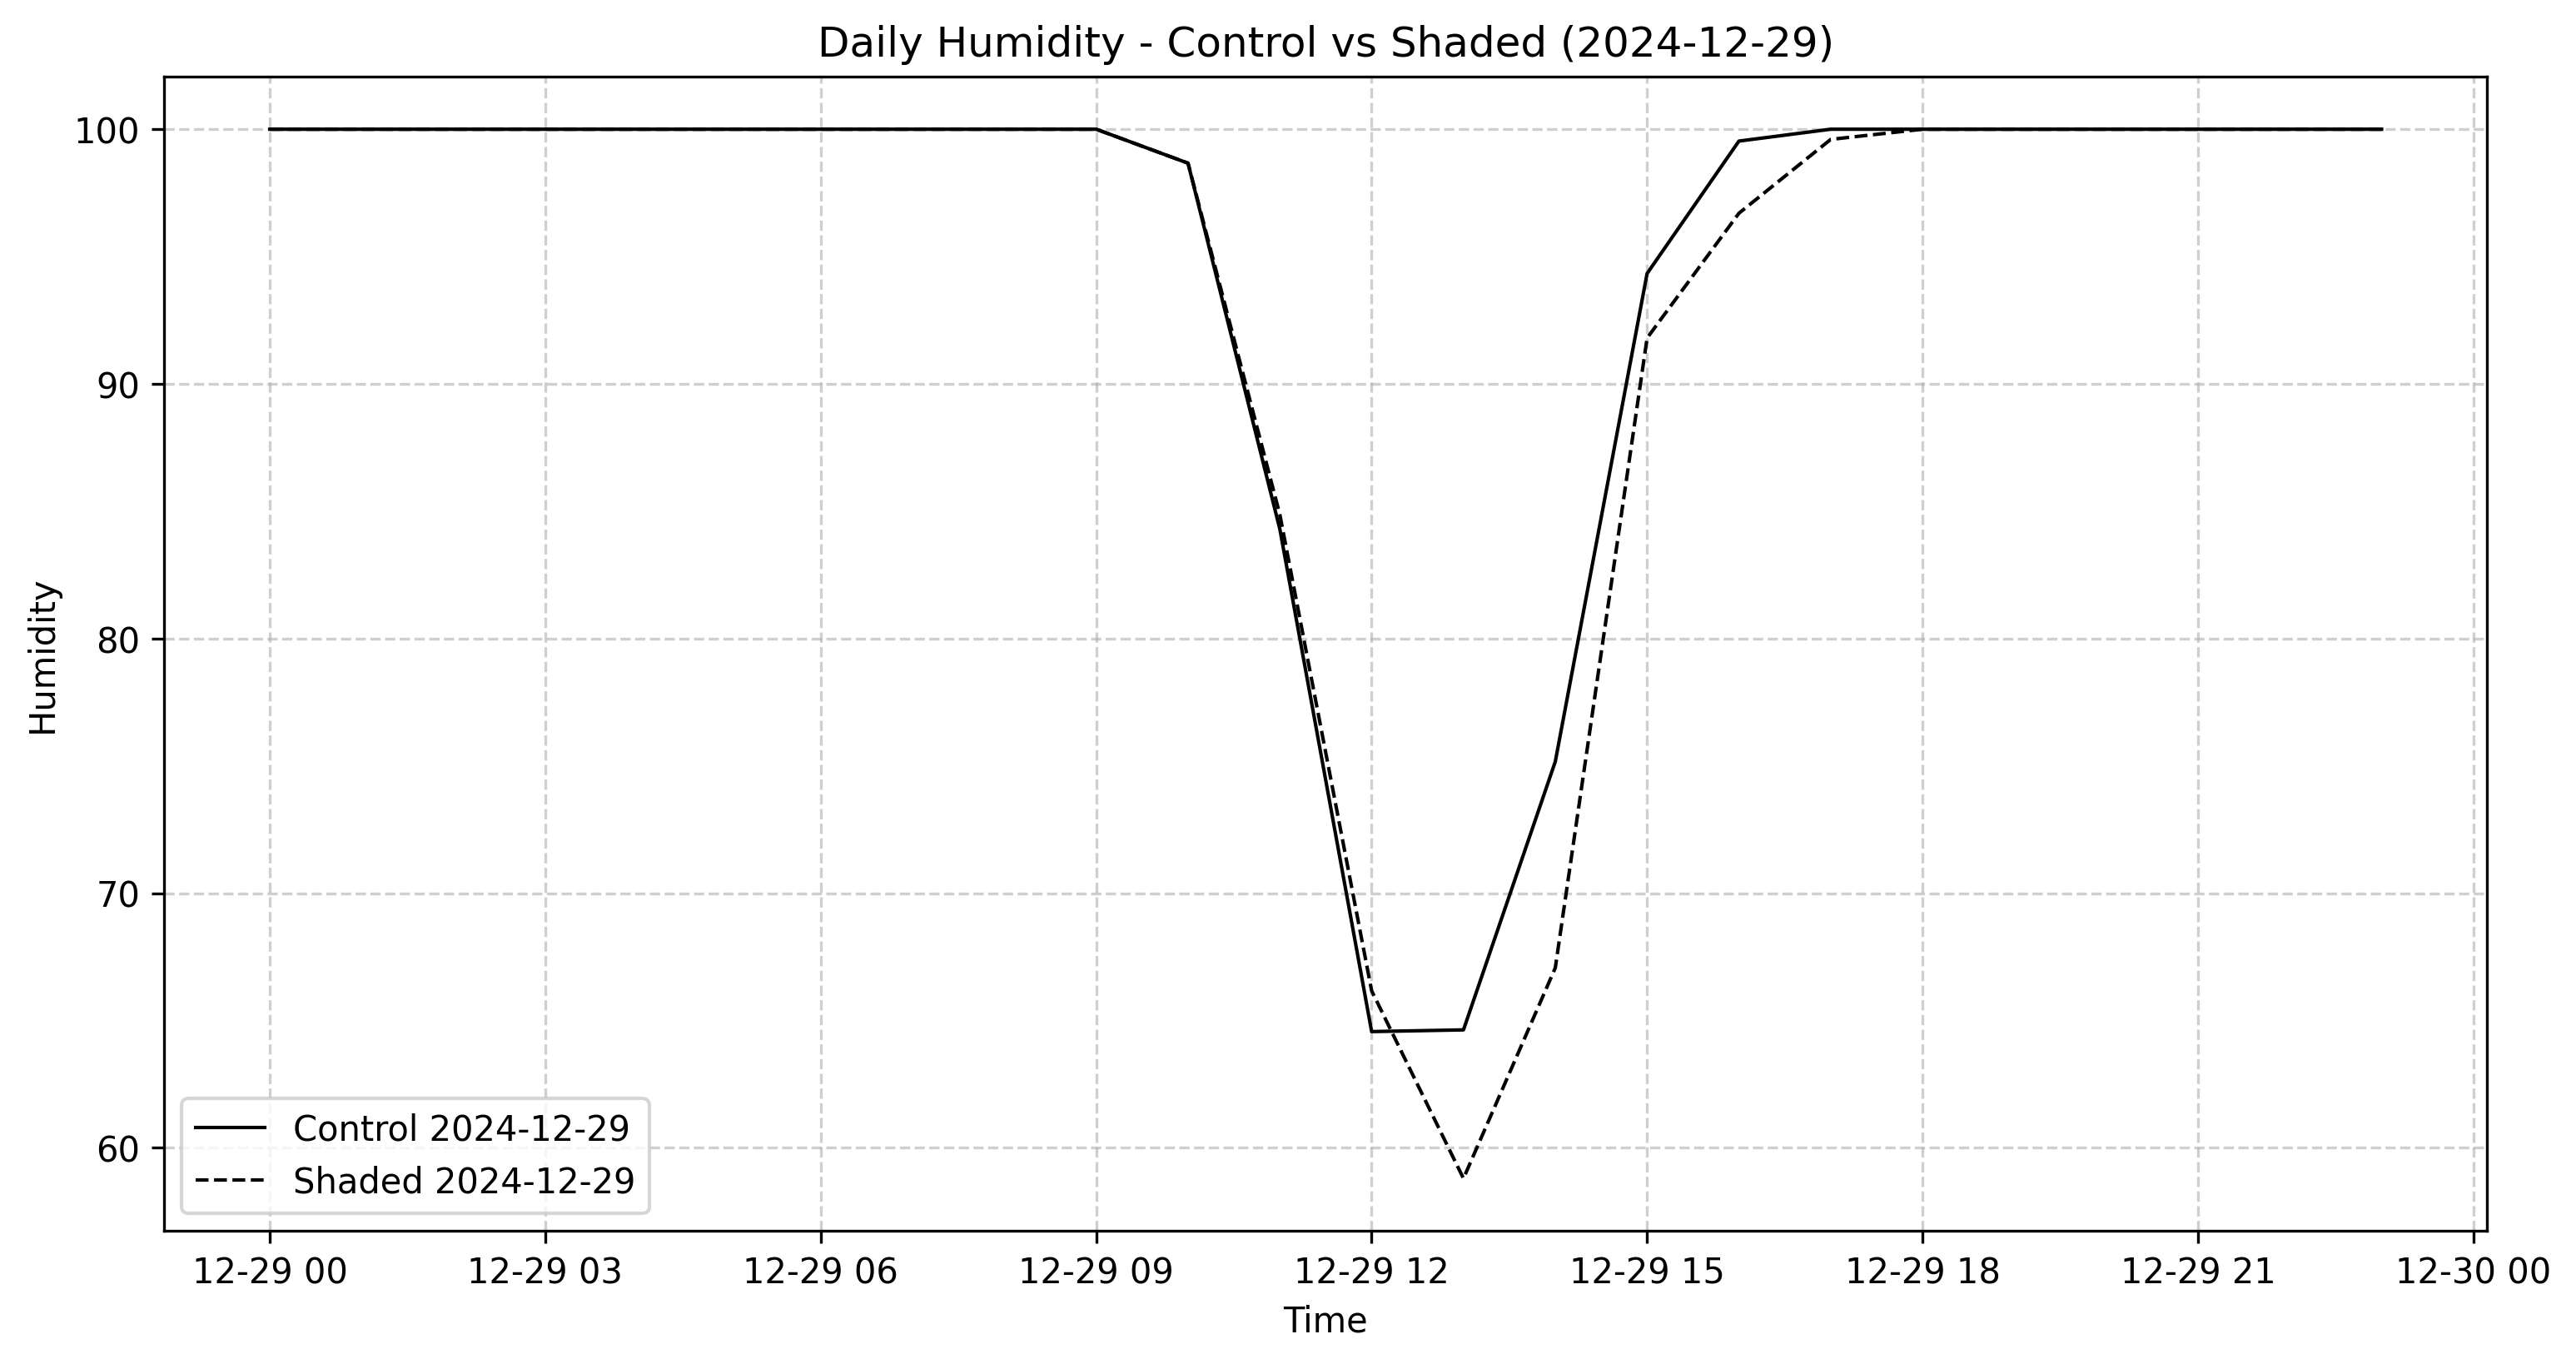 Daily Humidity - Control vs Shaded (2024-12-29)
100
90
80
70
60
Humidity
Control 2024-12-29
Shaded 2024-12-29
12-29 00 12-29 03 12-29 06 12-29 09 12-29 12 12-29 15 12-29 18 12-29 21 12-30 00
Time